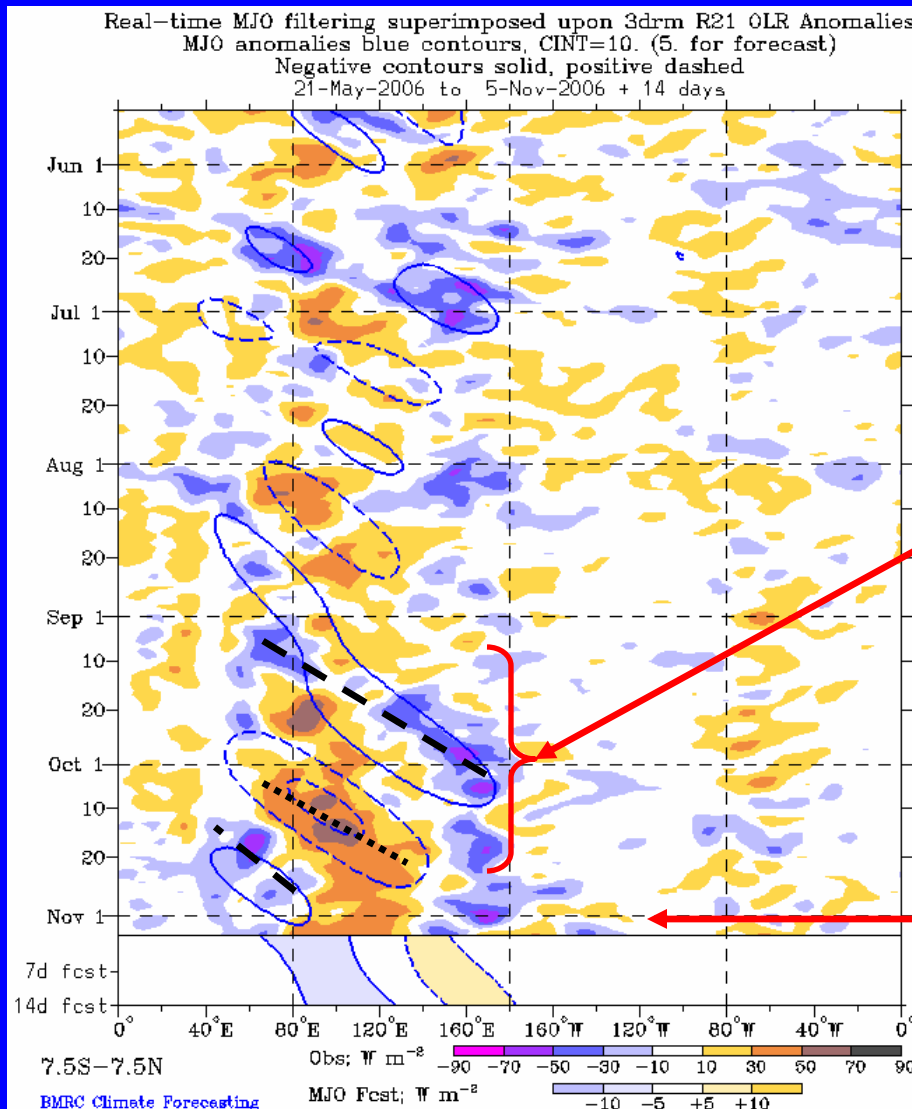 Real-time MJO filtering superimposed upon 3drm R21 OLR Anomalies
MJO anomalies blue contours, CINT=10. (5. for forecast)
Negative contours solid, positive dashed
21-May-2006 to 5-Nov-2006 + 14 days
Jun 1
10
20
Jul 1
10
20
Aug 1
10
20
Sep 1
10
20
Oct 1
10
20
Nov 1
7d fcst
14d fcst
0° 40°E 80°E 120°E 160°E 160°W 120°W 80°W 40°W 0°
7.5S-7.5N
Obs; W m⁻²
-90 -70 -50 -30 -10 10 30 50 70 90
BMRC Climate Forecasting
MJO Fcst; W m⁻²
-10 -5 +5 +10